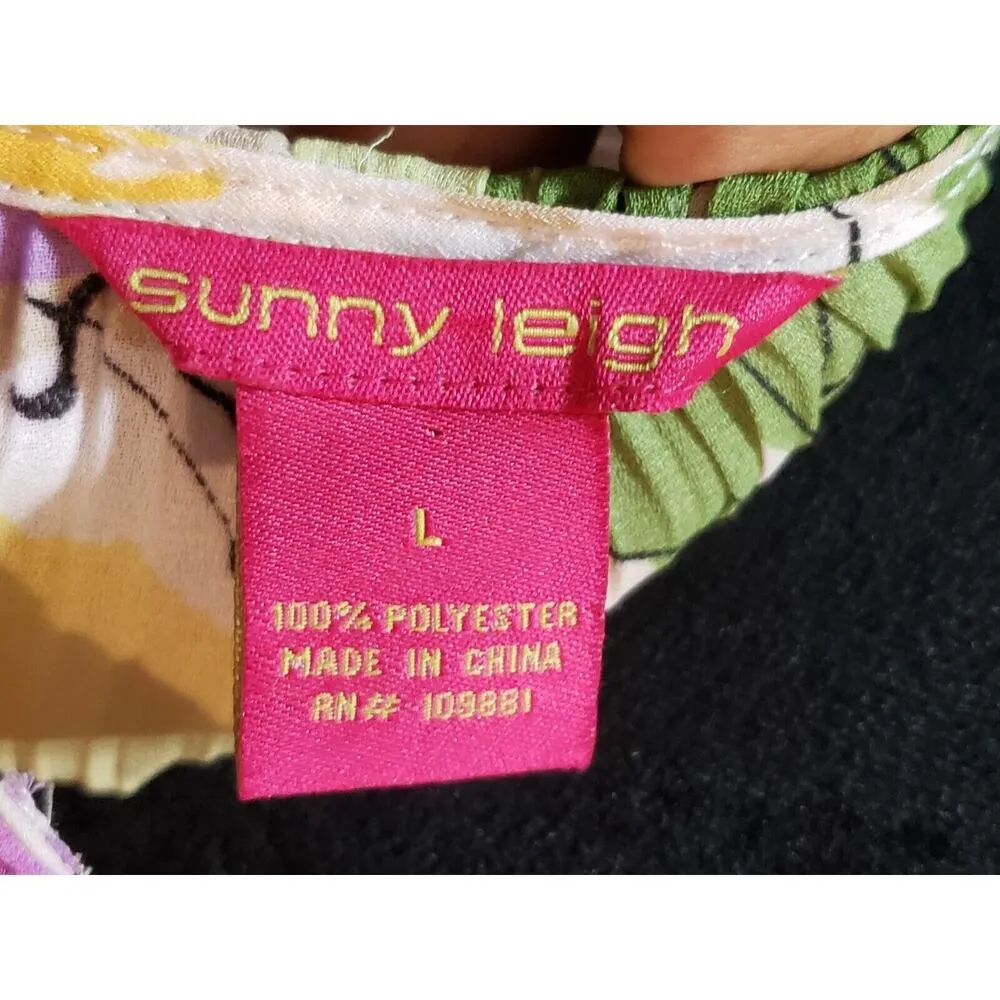 sunny leigh
L
100% POLYESTER
MADE IN CHINA
RN# 109881